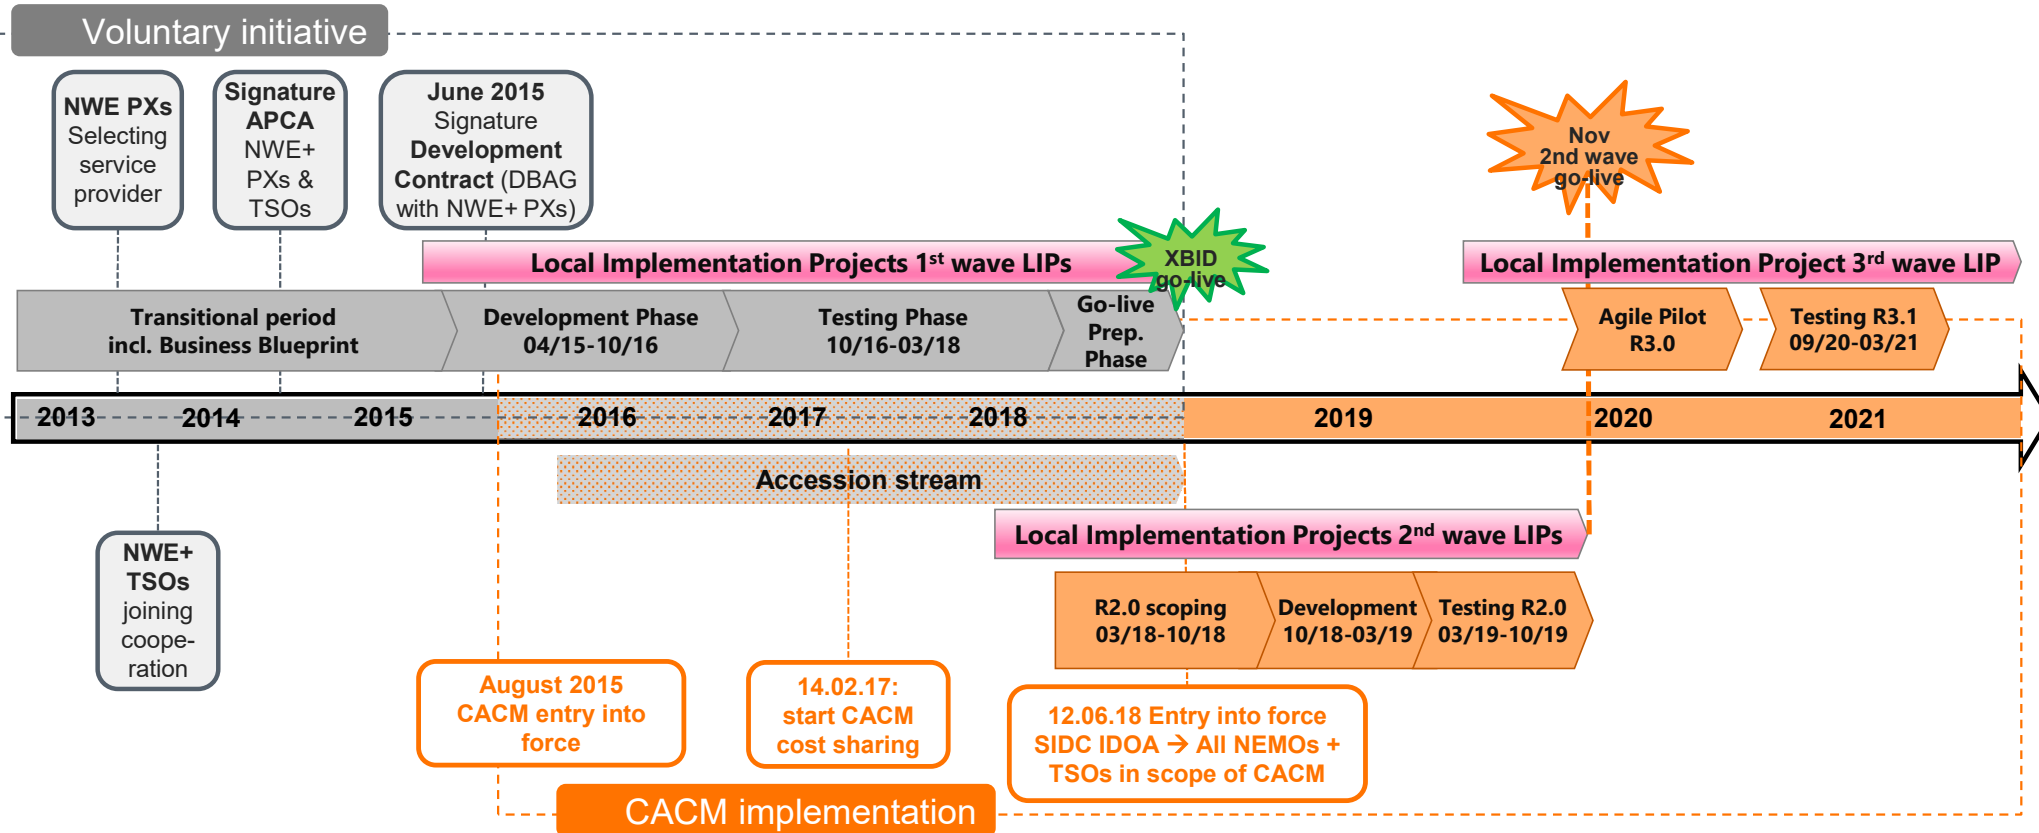 Voluntary initiative
NWE PXs
Selecting
service
provider
Signature
APCA
NWE+
PXs &
TSOs
June 2015
Signature
Development
Contract (DBAG
with NWE+ PXs)
Nov
2nd wave
go-live
Local Implementation Projects 1st wave LIPs
XBID
go-live
Local Implementation Project 3rd wave LIP
Transitional period
incl. Business Blueprint
Development Phase
04/15-10/16
Testing Phase
10/16-03/18
Go-live
Prep.
Phase
Agile Pilot
R3.0
Testing R3.1
09/20-03/21
2013 2014 2015 2016 2017 2018 2019 2020 2021
Accession stream
Local Implementation Projects 2nd wave LIPs
NWE+
TSOs
joining
coope-
ration
R2.0 scoping
03/18-10/18
Development
10/18-03/19
Testing R2.0
03/19-10/19
August 2015
CACM entry into
force
14.02.17:
start CACM
cost sharing
12.06.18 Entry into force
SIDC IDOA → All NEMOs +
TSOs in scope of CACM
CACM implementation